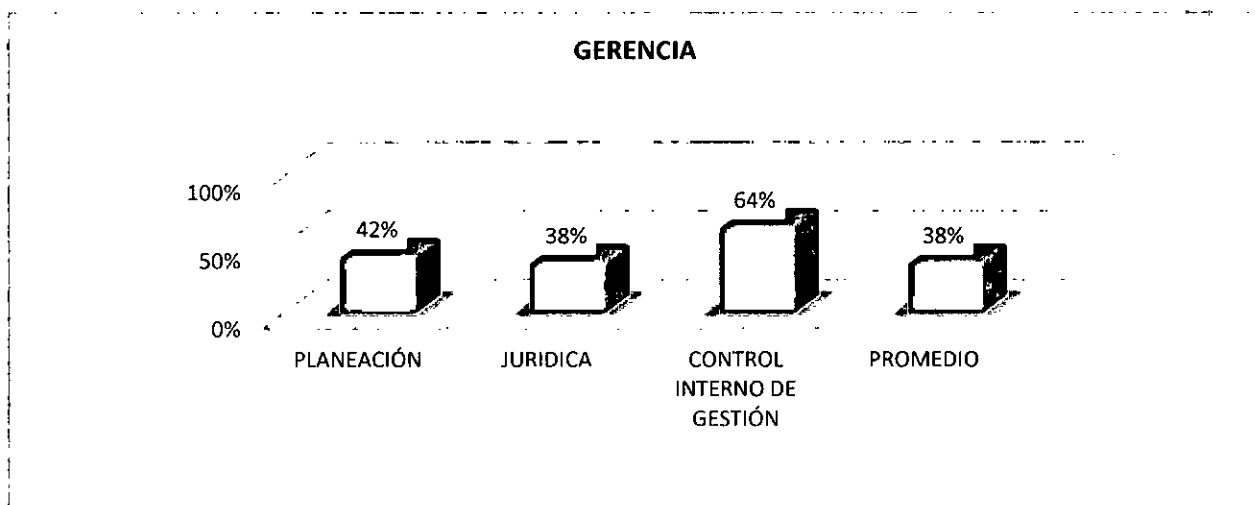 GERENCIA
100%
50%
0%
42%
38%
64%
38%
PLANEACIÓN
JURIDICA
CONTROL
INTERNO DE
GESTIÓN
PROMEDIO